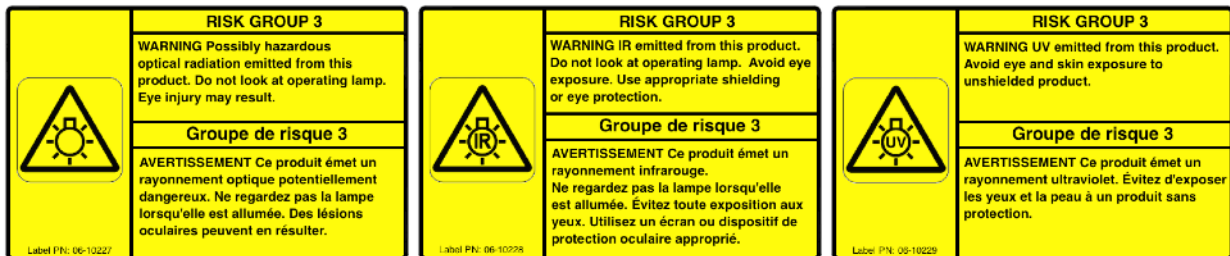 RISK GROUP 3
WARNING Possibly hazardous
optical radiation emitted from this
product. Do not look at operating lamp.
Eye injury may result.
Groupe de risque 3
AVERTISSEMENT Ce produit émet un
rayonnement optique potentiellement
dangereux. Ne regardez pas la lampe
lorsqu'elle est allumée. Des lésions
oculaires peuvent en résulter.
Label PN: 06-10227
RISK GROUP 3
WARNING IR emitted from this product.
Do not look at operating lamp. Avoid eye
exposure. Use appropriate shielding
or eye protection.
IR
Groupe de risque 3
AVERTISSEMENT Ce produit émet un
rayonnement infrarouge.
Ne regardez pas la lampe lorsqu'elle
est allumée. Évitez toute exposition aux
yeux. Utilisez un écran ou dispositif de
protection oculaire approprié.
Label PN: 06-10228
RISK GROUP 3
WARNING UV emitted from this product.
Avoid eye and skin exposure to
unshielded product.
UV
Groupe de risque 3
AVERTISSEMENT Ce produit émet un
rayonnement ultraviolet. Évitez d'exposer
les yeux et la peau à un produit sans
protection.
Label PN: 06-10229